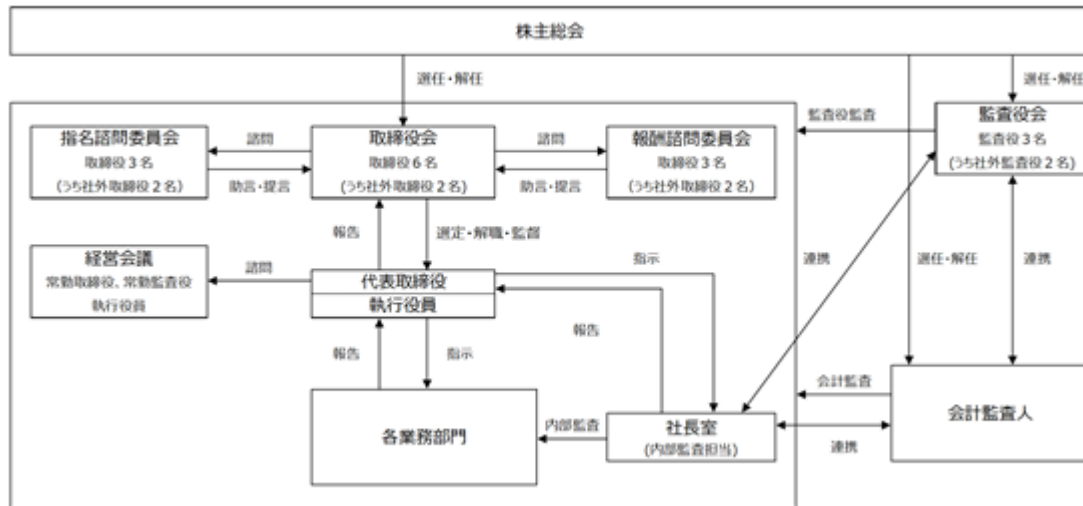 株主総会
選任・解任
選任・解任
指名諮問委員会
取締役３名
(うち社外取締役２名)
諮問
助言・提言
取締役会
取締役６名
(うち社外取締役２名)
諮問
助言・提言
報酬諮問委員会
取締役３名
(うち社外取締役２名)
監査役監査
監査役会
監査役３名
(うち社外監査役２名)
報告
選定・解職・監督
経営会議
常勤取締役、常勤監査役
執行役員
諮問
代表取締役
執行役員
指示
連携
選任・解任
連携
報告
報告
指示
各業務部門
内部監査
社長室
(内部監査担当)
会計監査
連携
会計監査人